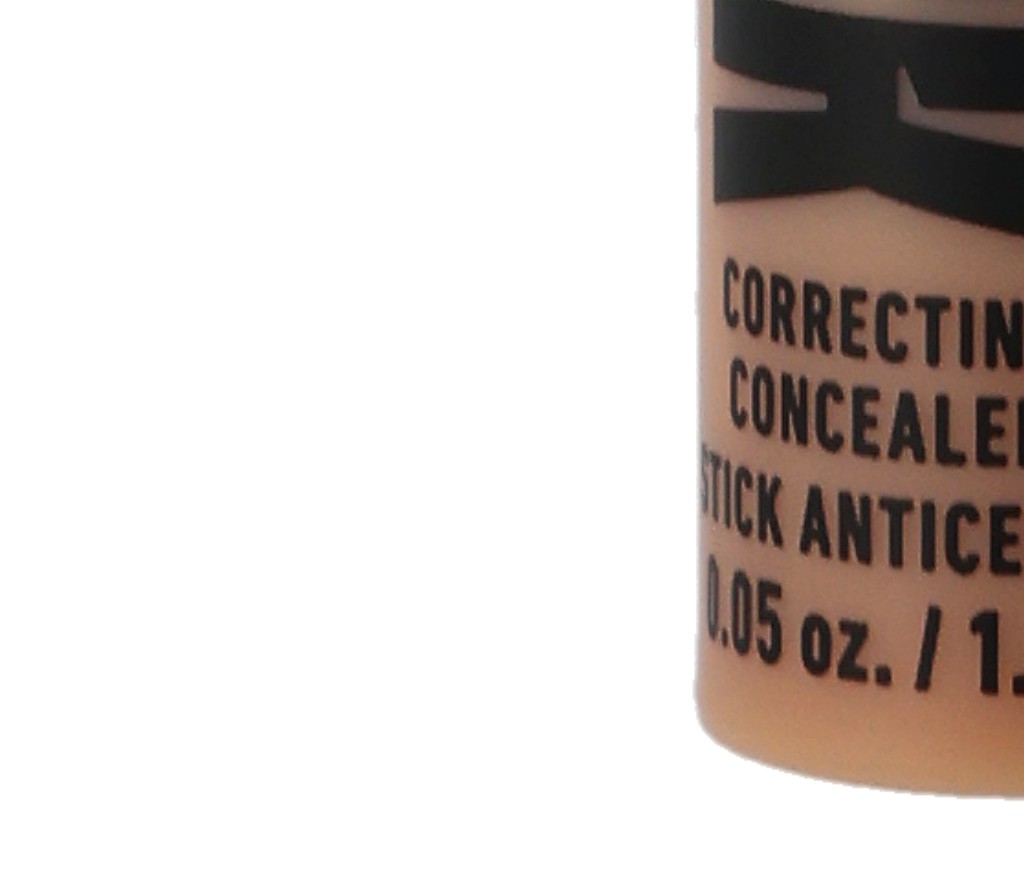 CORRECTIN
CONCEALE
STICK ANTICE
0.05 oz. / 1.